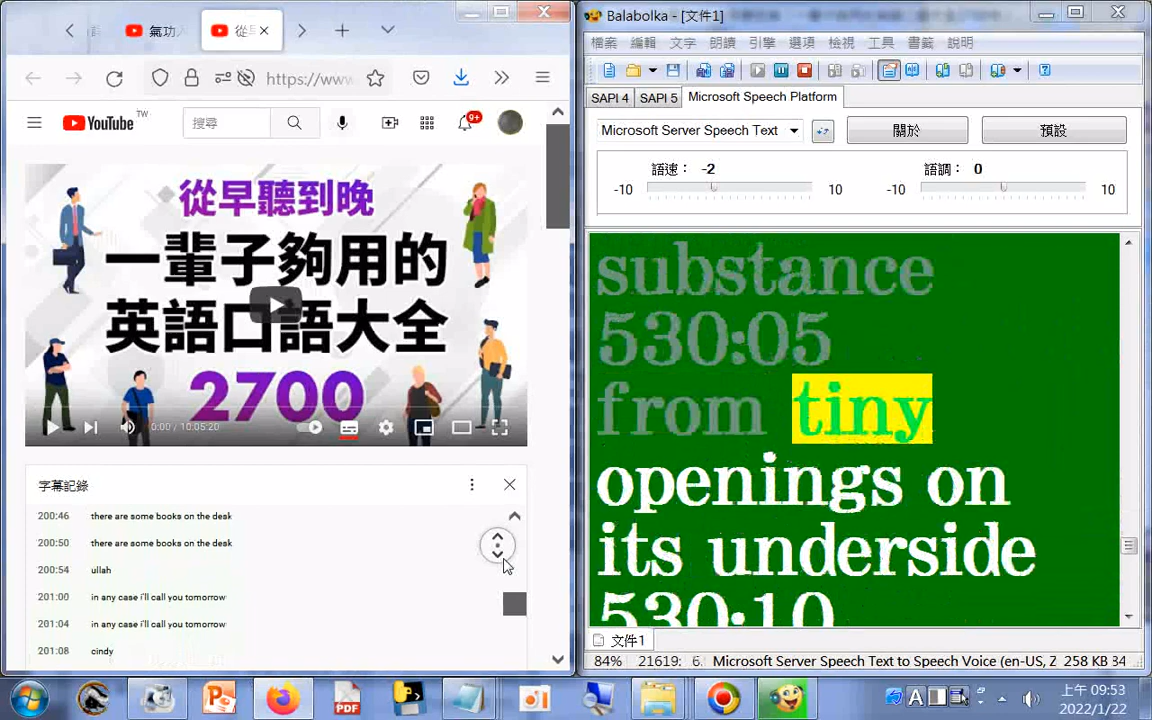 氣功
從
https://www
YouTube TW
搜尋
9+
從早聽到晚
一輩子夠用的
英語口語大全
2700
0:00 / 10:05:20
字幕記錄
200:46 there are some books on the desk
200:50 there are some books on the desk
200:54 ullah
201:00 in any case i'll call you tomorrow
201:04 in any case i'll call you tomorrow
201:08 cindy
Balabolka - [文件1]
檔案 編輯 文字 朗讀 引擎 選項 檢視 工具 書籤 說明
SAPI 4 SAPI 5 Microsoft Speech Platform
Microsoft Server Speech Text 關於 預設
語速： -2 語調： 0
-10 10 -10 10
substance
530:05
from tiny
openings on
its underside
530:10
文件1
84% 21619: 6. Microsoft Server Speech Text to Speech Voice (en-US, Z 258 KB 34
PDF
A
上午 09:53
2022/1/22